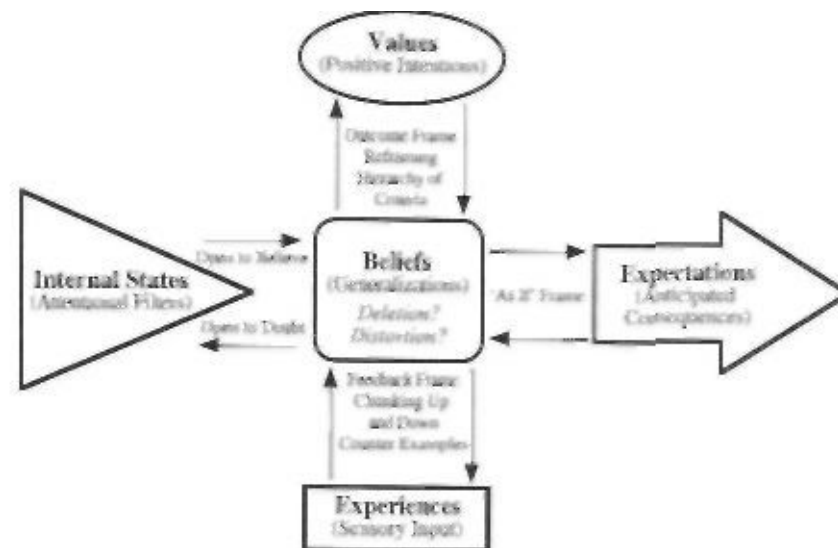 Values
(Positive Intentions)
Outcome Frame
Reframing
Hierarchy of
Criteria
Open to Believe
Internal States
(Attentional Filters)
Open to Doubt
Beliefs
(Generalizations)
Deletion?
Distortion?
"As If" Frame
Expectations
(Anticipated
Consequences)
Feedback Frame
Chunking Up
and Down
Counter Examples
Experiences
(Sensory Input)